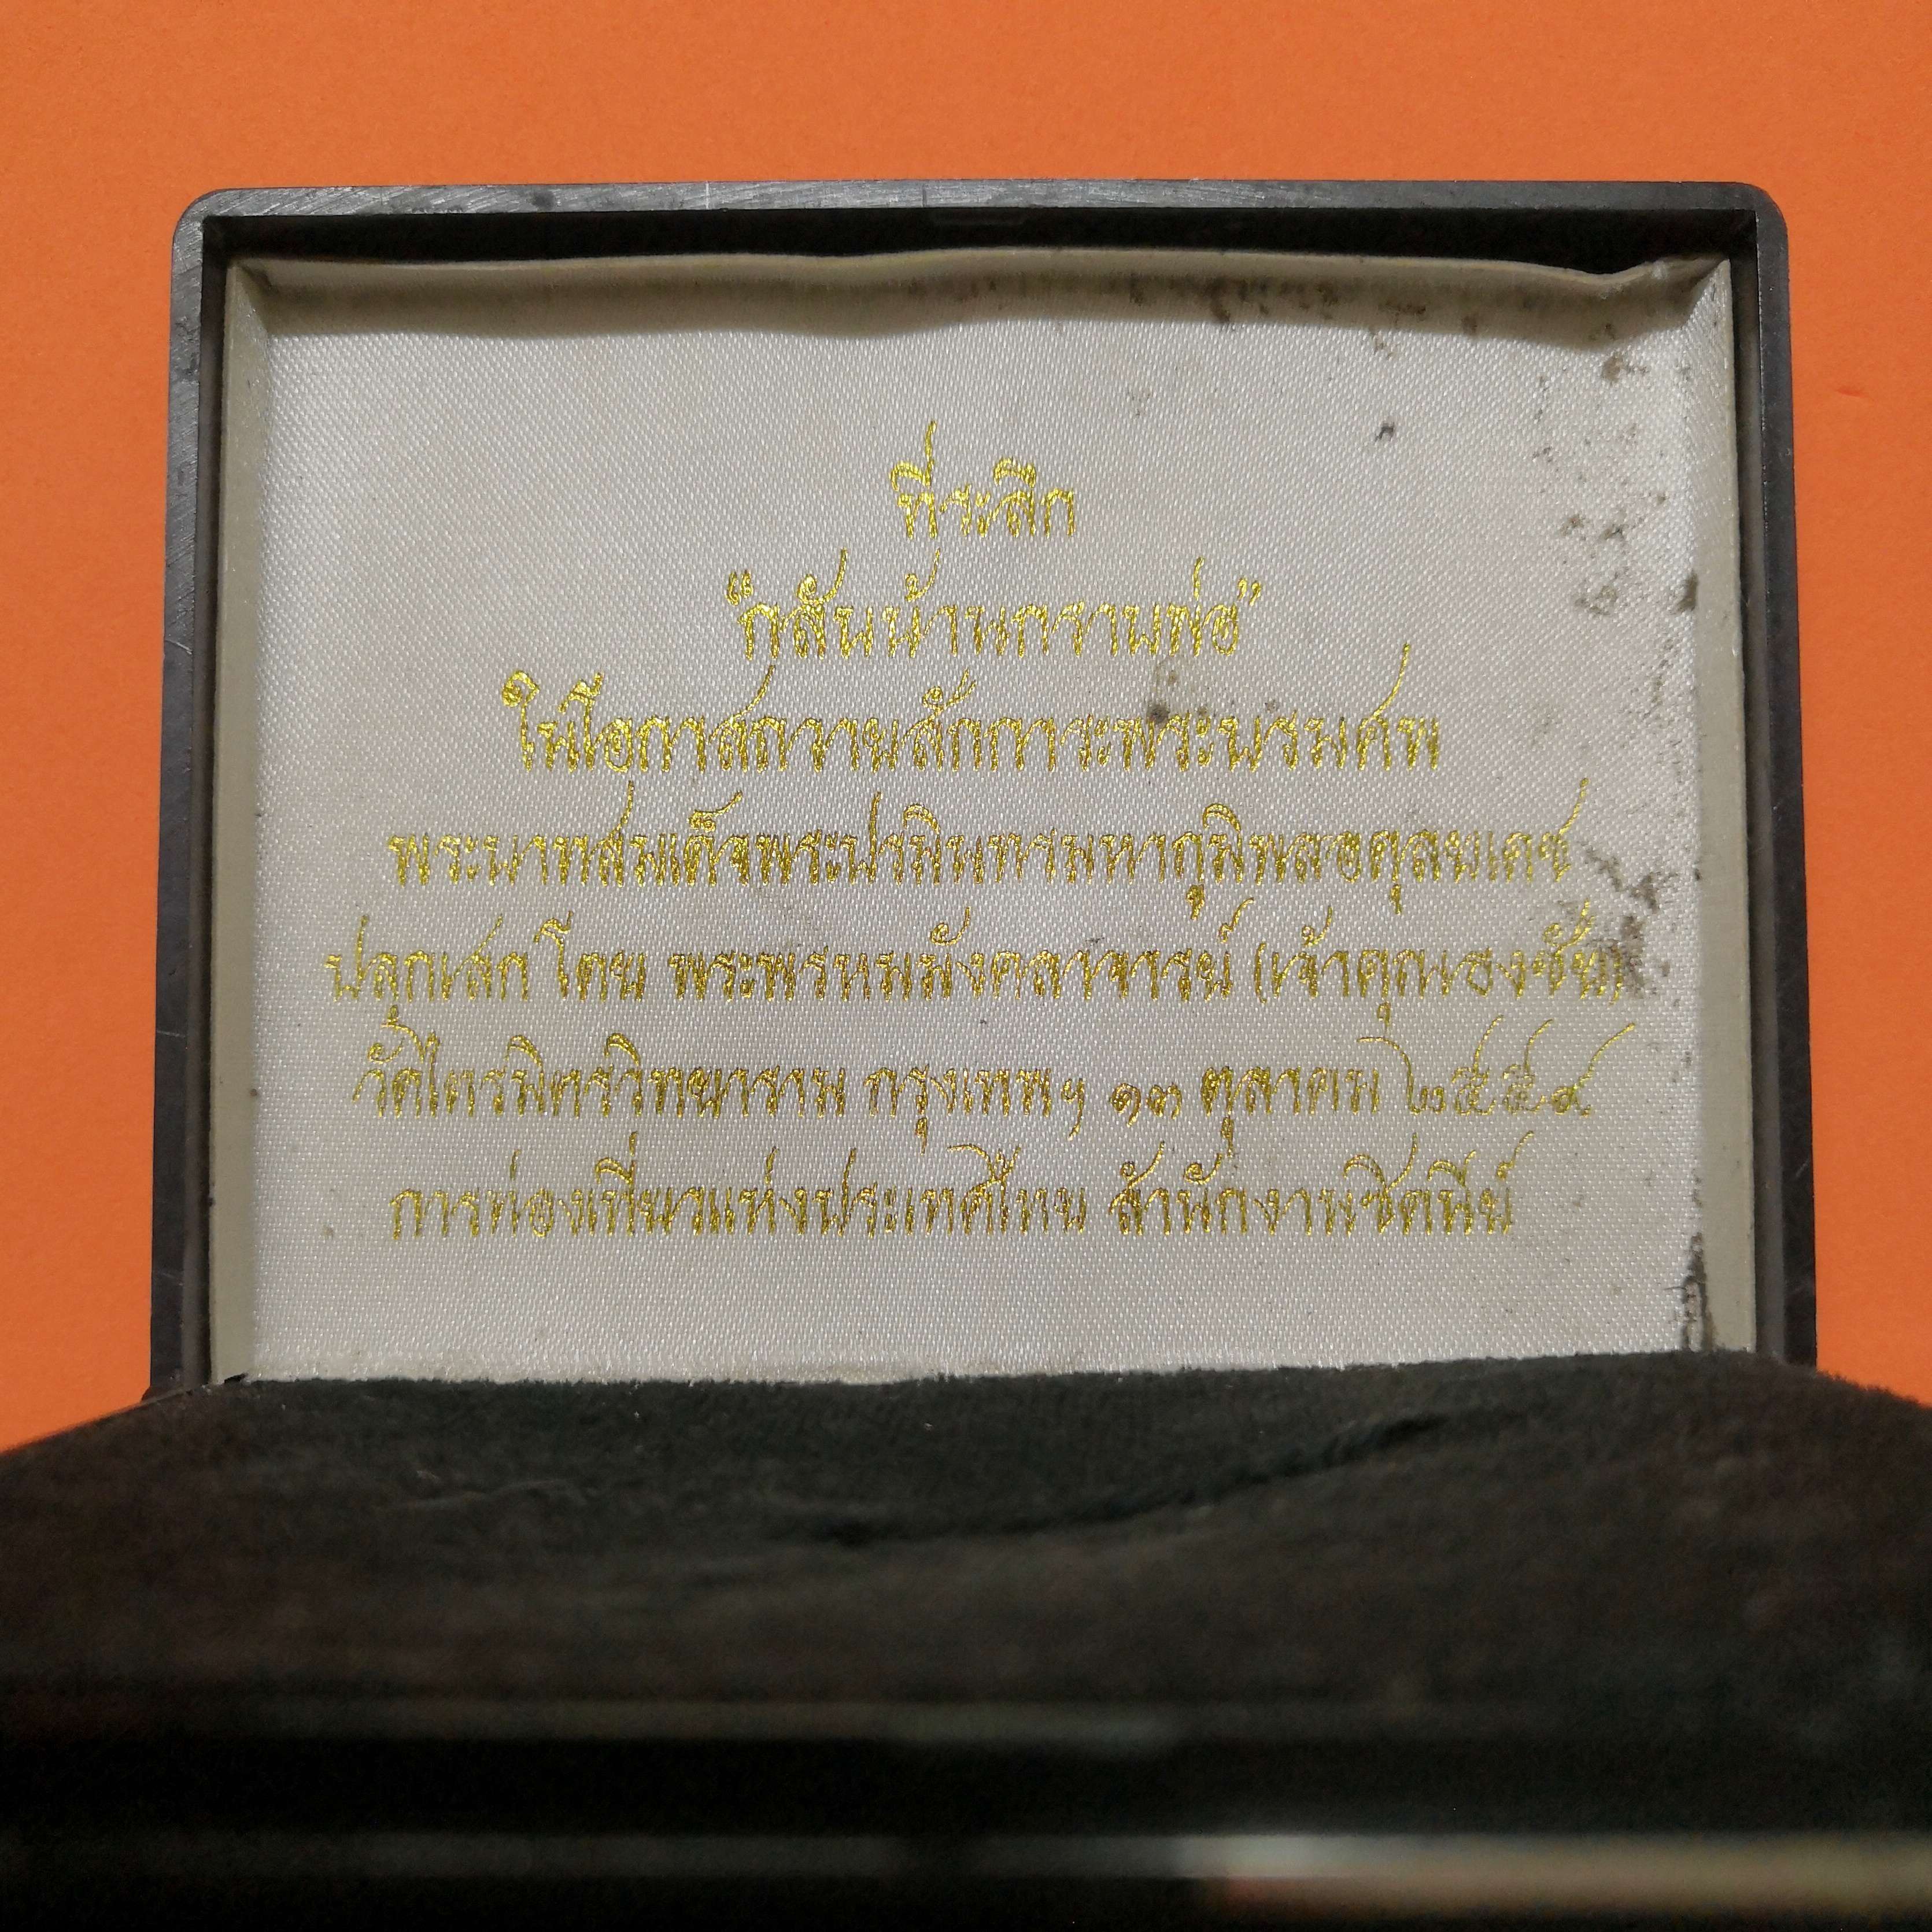 ที่ระลึก
"กลับบ้านกราบพ่อ"
ในโอกาสถวายสักการะพระบรมศพ
พระบาทสมเด็จพระปรมินทรมหาภูมิพลอดุลยเดช
ปลุกเสก โดย พระพรหมมังคลาจารย์ (เจ้าคุณธงชัย)
วัดไตรมิตรวิทยาราม กรุงเทพฯ ๑๓ ตุลาคม ๒๕๕๙
การท่องเที่ยวแห่งประเทศไทย สำนักงานซิดนีย์